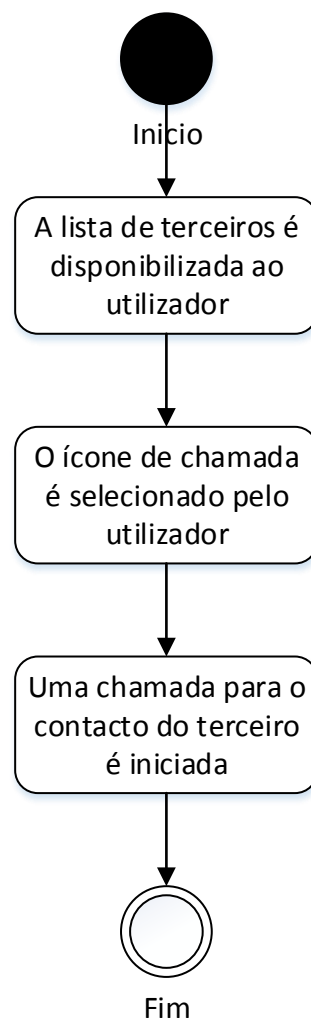 Inicio
A lista de terceiros é
disponibilizada ao
utilizador
O ícone de chamada
é selecionado pelo
utilizador
Uma chamada para o
contacto do terceiro
é iniciada
Fim